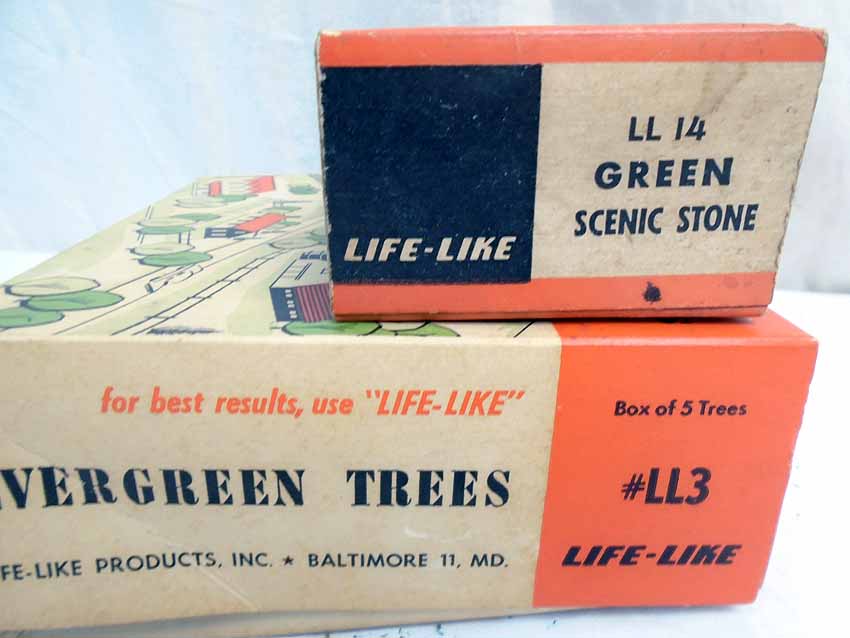 LL 14
GREEN
SCENIC STONE
LIFE-LIKE
for best results, use "LIFE-LIKE"
VERGREEN TREES
FE-LIKE PRODUCTS, INC. ★ BALTIMORE 11, MD.
Box of 5 Trees
#LL3
LIFE-LIKE